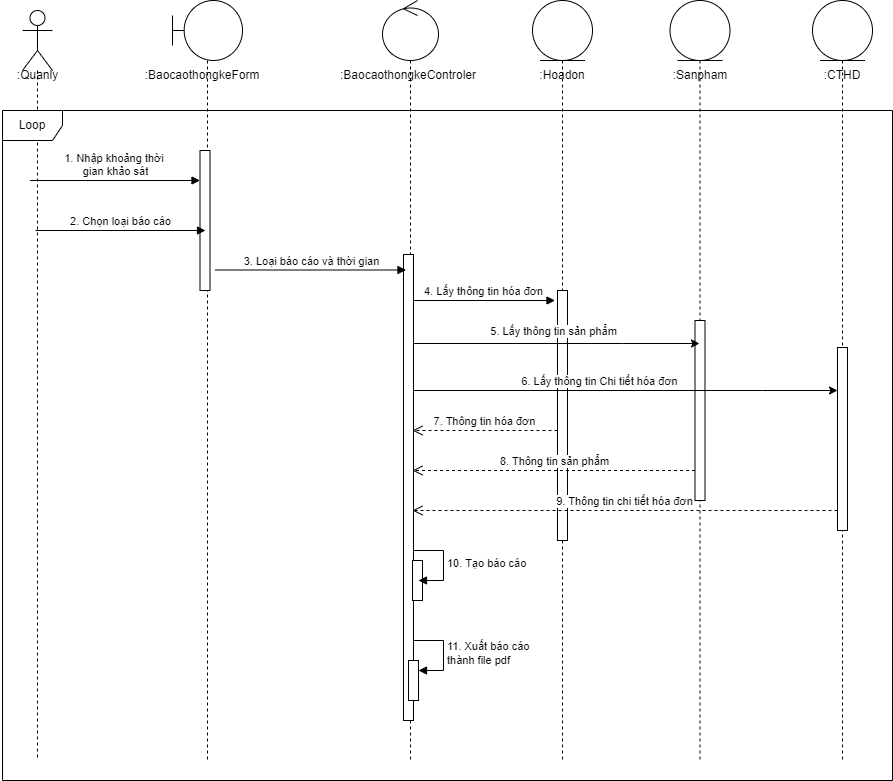 :Quanly
:BaocaothongkeForm
:BaocaothongkeControler
:Hoadon
:Sanpham
:CTHD
Loop
1. Nhập khoảng thời
gian khảo sát
2. Chọn loại báo cáo
3. Loại báo cáo và thời gian
4. Lấy thông tin hóa đơn
5. Lấy thông tin sản phẩm
6. Lấy thông tin Chi tiết hóa đơn
7. Thông tin hóa đơn
8. Thông tin sản phẩm
9. Thông tin chi tiết hóa đơn
10. Tạo báo cáo
11. Xuất báo cáo
thành file pdf